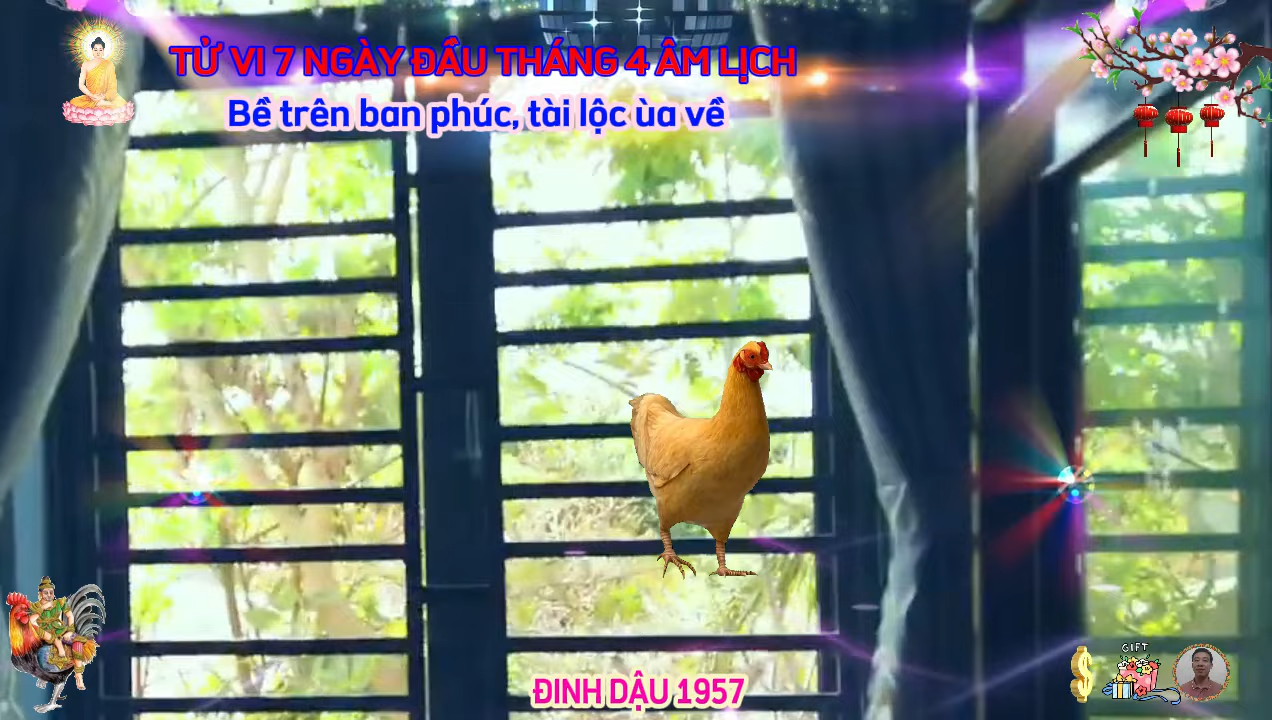 TỬ VI 7 NGÀY ĐẦU THÁNG 4 ÂM LỊCH
Bề trên ban phúc, tài lộc ùa về
GIFT
ĐINH DẬU 1957